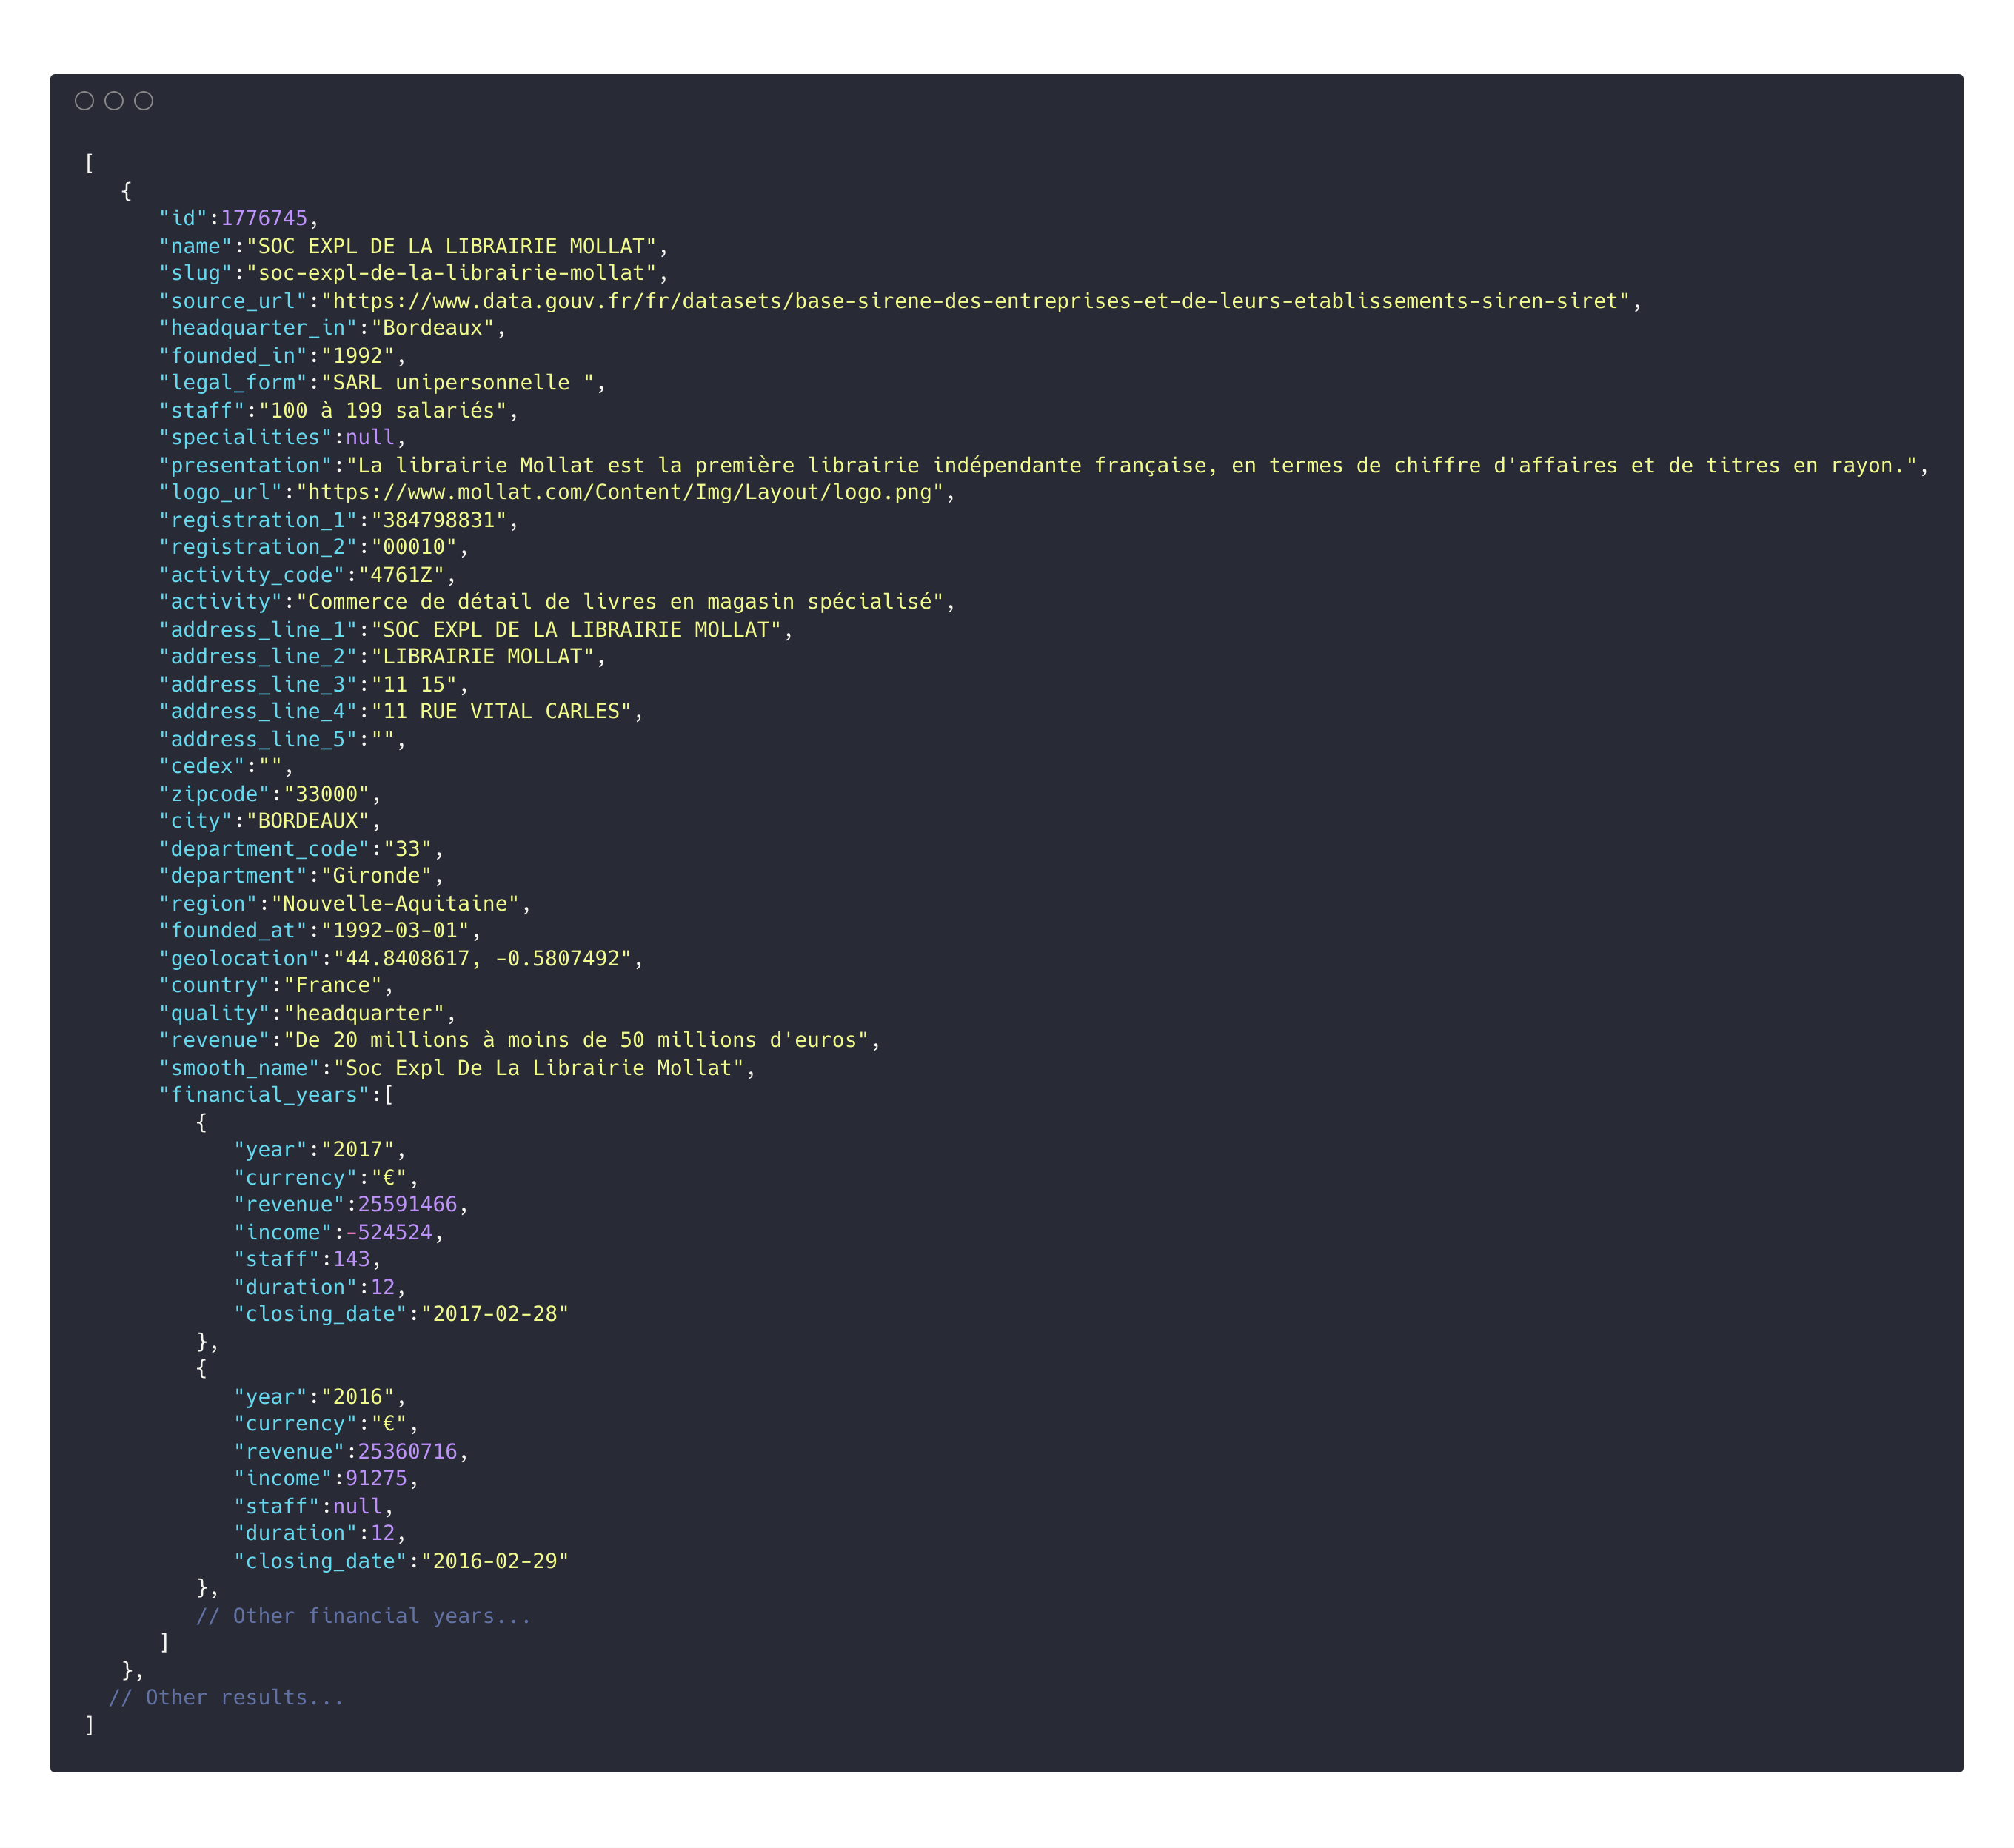 [
{
"id":1776745,
"name":"SOC EXPL DE LA LIBRAIRIE MOLLAT",
"slug":"soc-expl-de-la-librairie-mollat",
"source_url":"https://www.data.gouv.fr/fr/datasets/base-sirene-des-entreprises-et-de-leurs-etablissements-siren-siret",
"headquarter_in":"Bordeaux",
"founded_in":"1992",
"legal_form":"SARL unipersonnelle ",
"staff":"100 à 199 salariés",
"specialities":null,
"presentation":"La librairie Mollat est la première librairie indépendante française, en termes de chiffre d'affaires et de titres en rayon.",
"logo_url":"https://www.mollat.com/Content/Img/Layout/logo.png",
"registration_1":"384798831",
"registration_2":"00010",
"activity_code":"4761Z",
"activity":"Commerce de détail de livres en magasin spécialisé",
"address_line_1":"SOC EXPL DE LA LIBRAIRIE MOLLAT",
"address_line_2":"LIBRAIRIE MOLLAT",
"address_line_3":"11 15",
"address_line_4":"11 RUE VITAL CARLES",
"address_line_5":"",
"cedex":"",
"zipcode":"33000",
"city":"BORDEAUX",
"department_code":"33",
"department":"Gironde",
"region":"Nouvelle-Aquitaine",
"founded_at":"1992-03-01",
"geolocation":"44.8408617, -0.5807492",
"country":"France",
"quality":"headquarter",
"revenue":"De 20 millions à moins de 50 millions d'euros",
"smooth_name":"Soc Expl De La Librairie Mollat",
"financial_years":[
{
"year":"2017",
"currency":"€",
"revenue":25591466,
"income":-524524,
"staff":143,
"duration":12,
"closing_date":"2017-02-28"
},
{
"year":"2016",
"currency":"€",
"revenue":25360716,
"income":91275,
"staff":null,
"duration":12,
"closing_date":"2016-02-29"
},
// Other financial years...
]
},
// Other results...
]